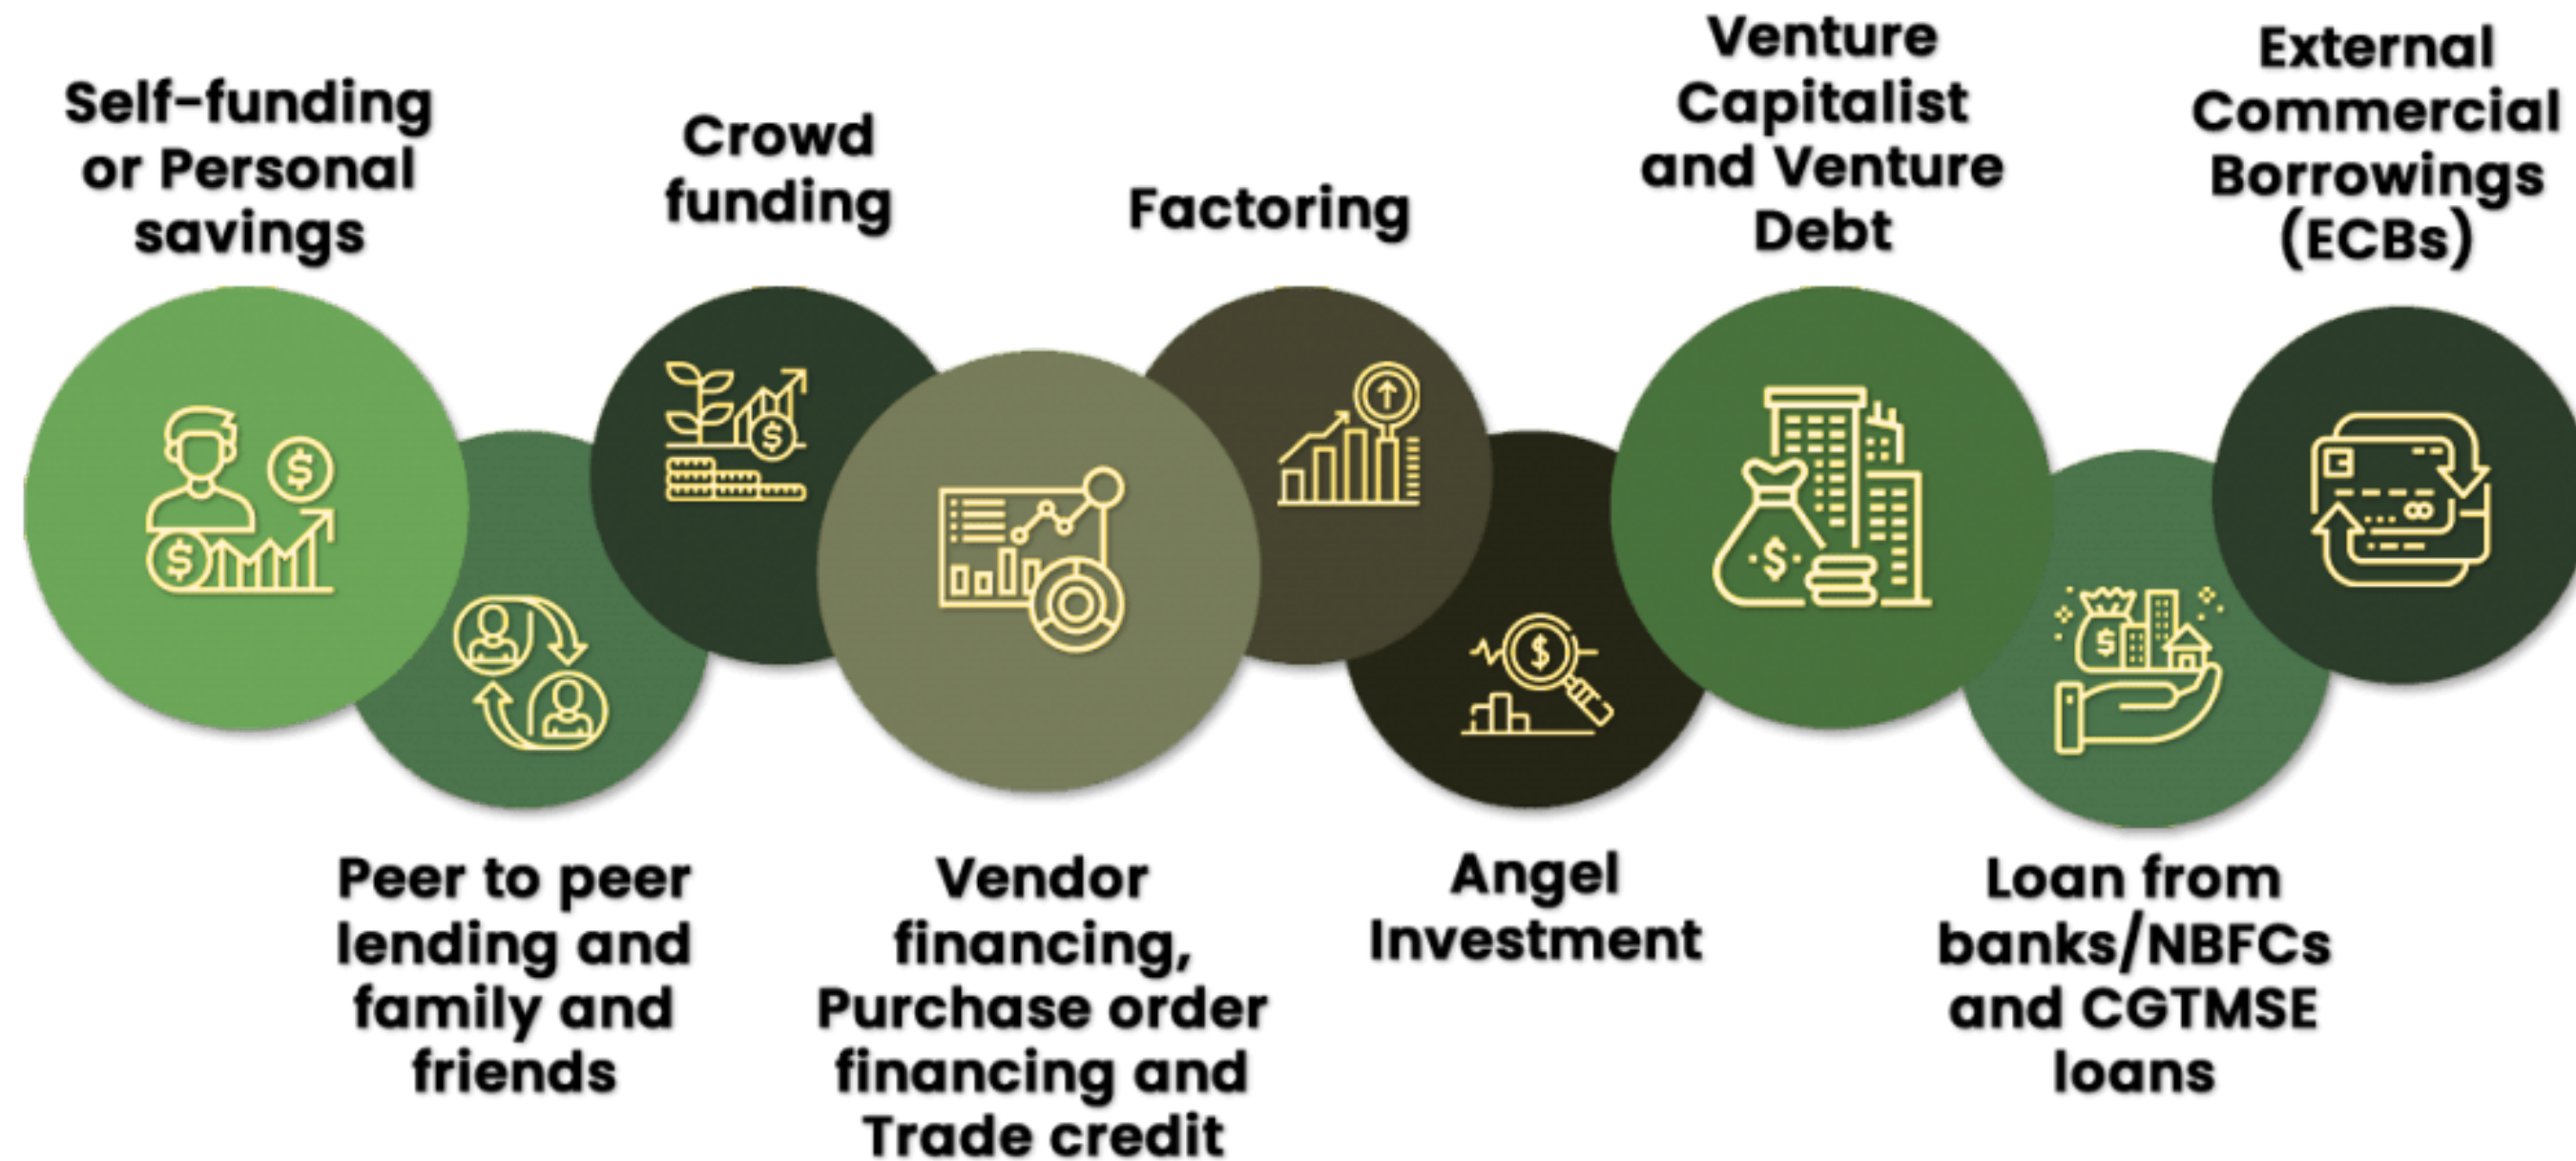 Self-funding
or Personal
savings
Peer to peer
lending and
family and
friends
Crowd
funding
Vendor
financing,
Purchase order
financing and
Trade credit
Factoring
Angel
Investment
Venture
Capitalist
and Venture
Debt
Loan from
banks/NBFCs
and CGTMSE
loans
External
Commercial
Borrowings
(ECBs)